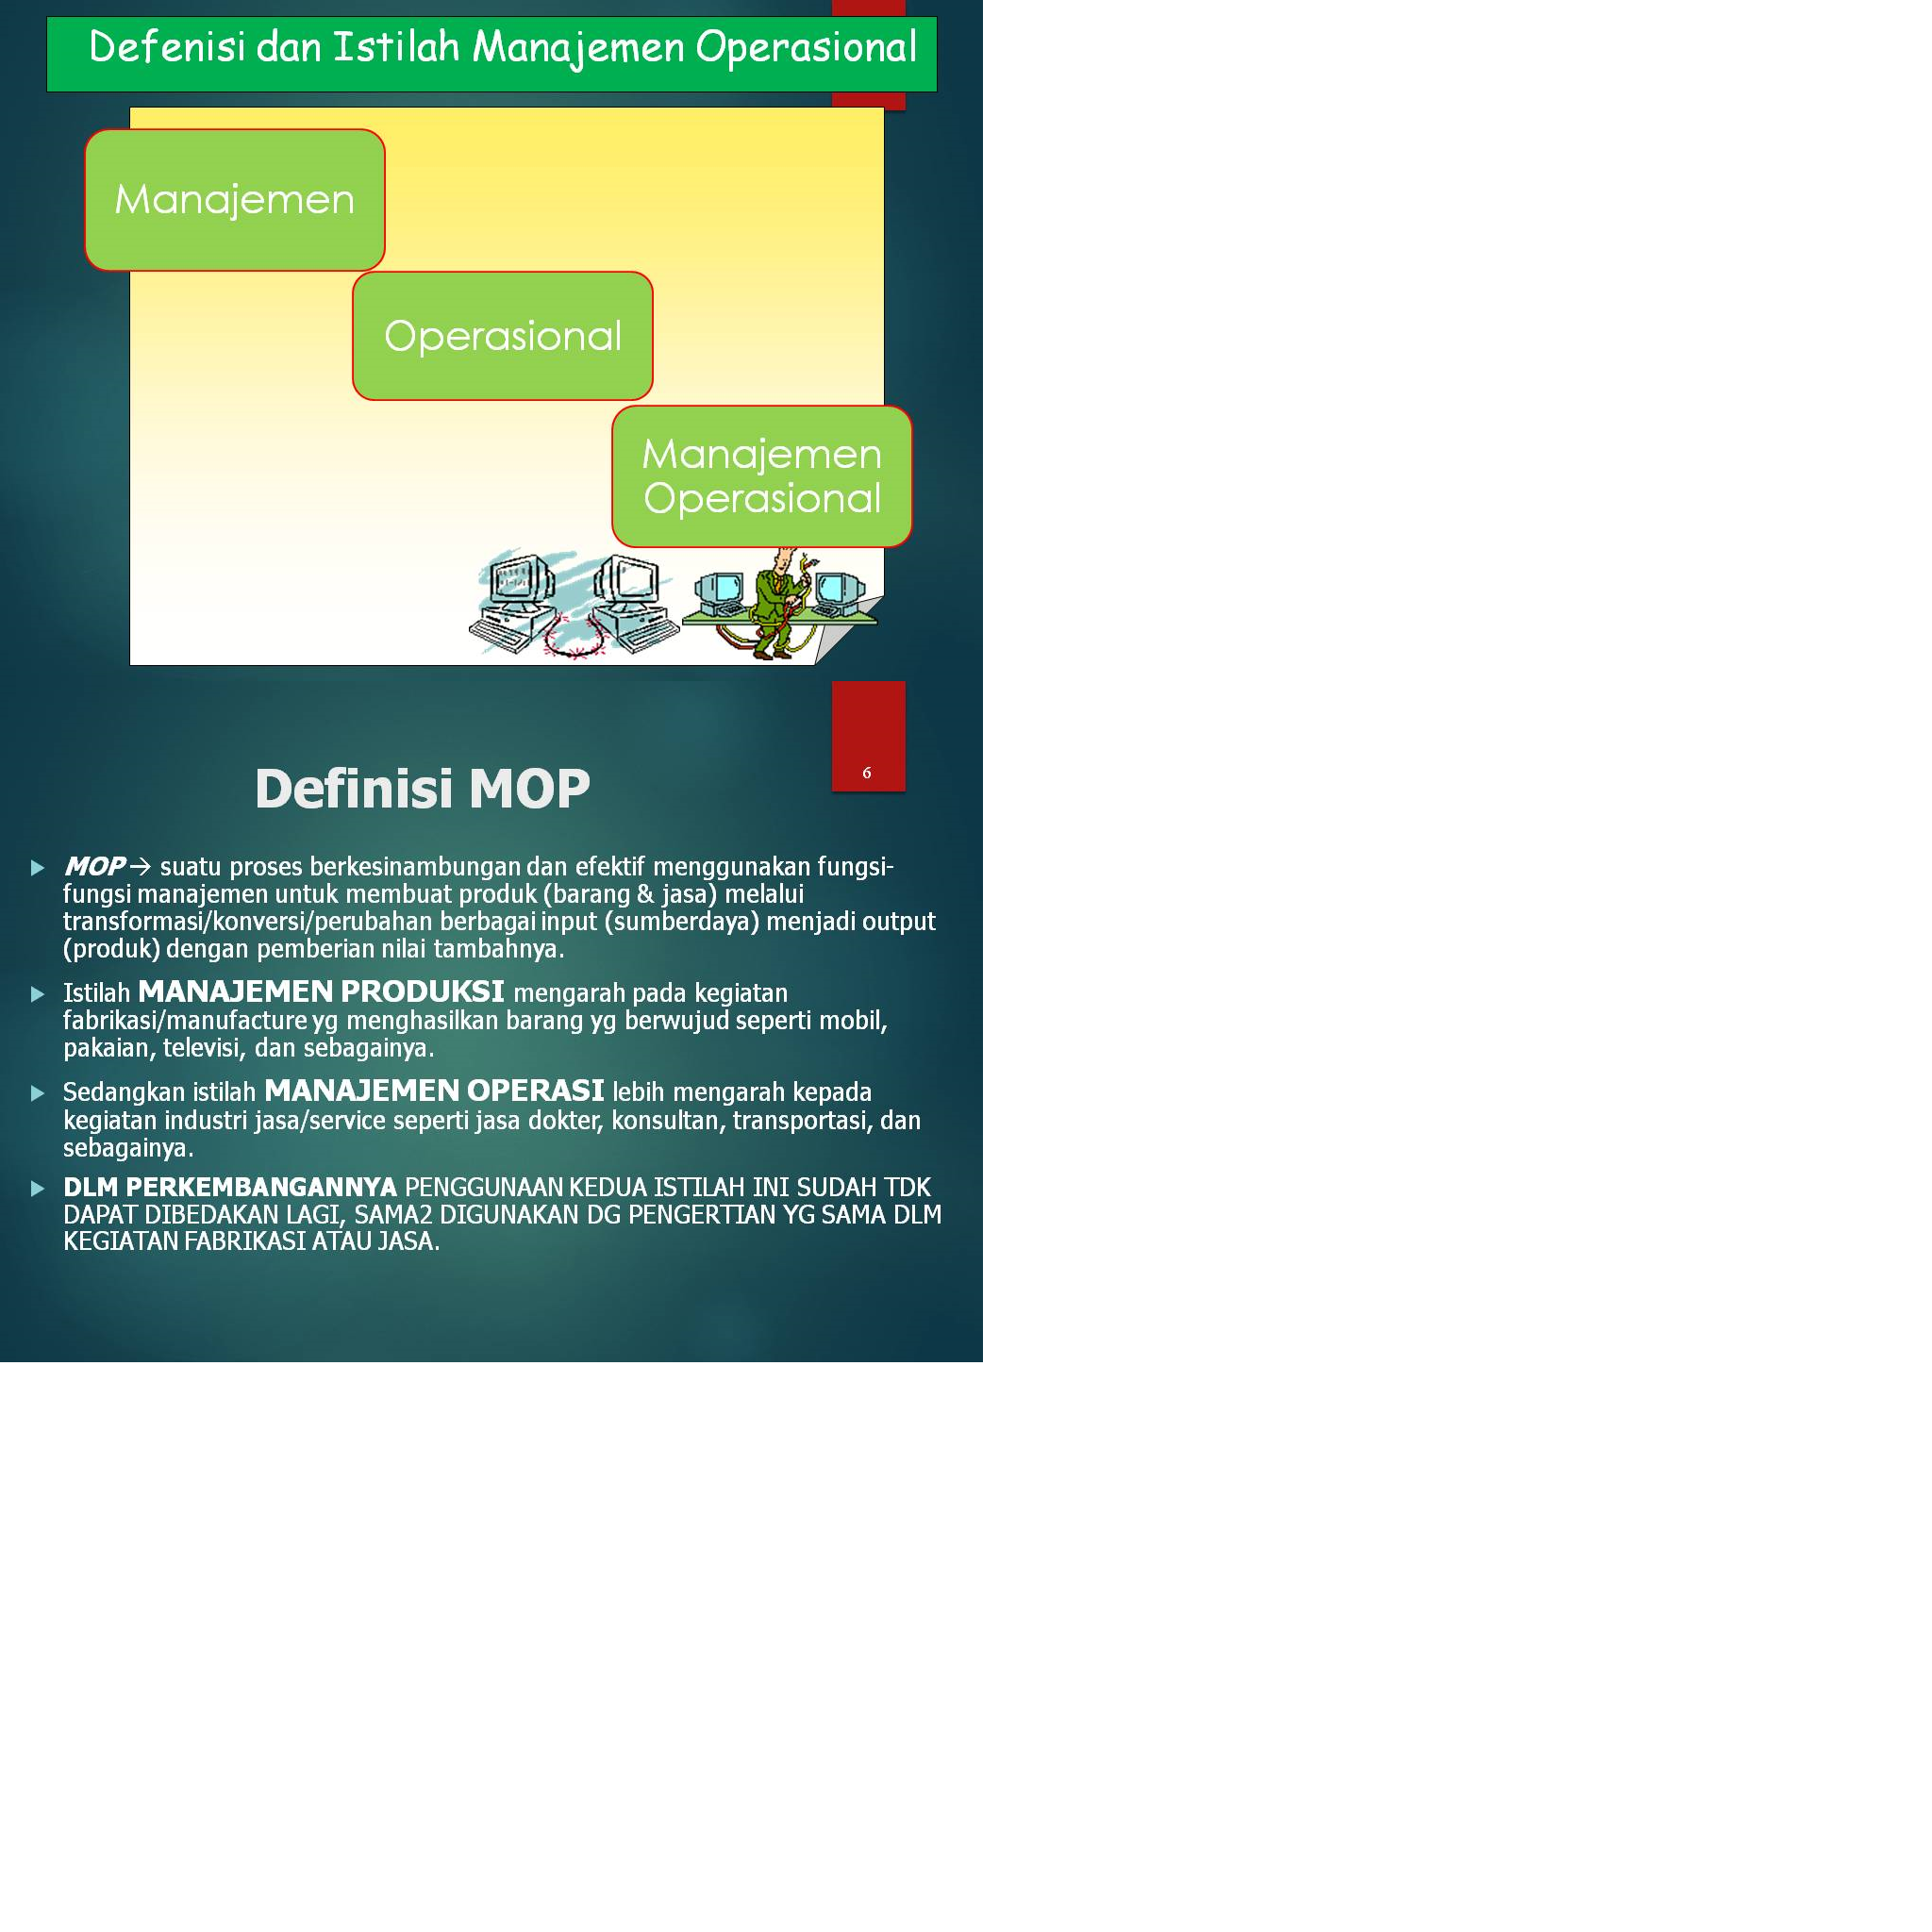 Defenisi dan Istilah Manajemen Operasional
Manajemen
Operasional
Manajemen
Operasional
6
Definisi MOP
MOP → suatu proses berkesinambungan dan efektif menggunakan fungsi-
fungsi manajemen untuk membuat produk (barang & jasa) melalui
transformasi/konversi/perubahan berbagai input (sumberdaya) menjadi output
(produk) dengan pemberian nilai tambahnya.
Istilah MANAJEMEN PRODUKSI mengarah pada kegiatan
fabrikasi/manufacture yg menghasilkan barang yg berwujud seperti mobil,
pakaian, televisi, dan sebagainya.
Sedangkan istilah MANAJEMEN OPERASI lebih mengarah kepada
kegiatan industri jasa/service seperti jasa dokter, konsultan, transportasi, dan
sebagainya.
DLM PERKEMBANGANNYA PENGGUNAAN KEDUA ISTILAH INI SUDAH TDK
DAPAT DIBEDAKAN LAGI, SAMA2 DIGUNAKAN DG PENGERTIAN YG SAMA DLM
KEGIATAN FABRIKASI ATAU JASA.